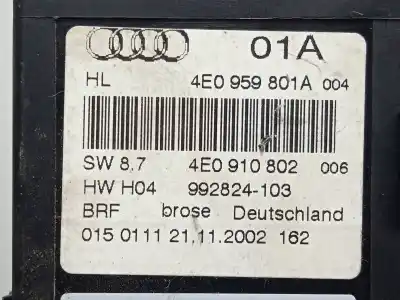 01A
HL 4E0 959 801A 004
SW 8.7 4E0 910 802 006
HW H04 992824-103
BRF brose Deutschland
015 0111 21.11.2002 162